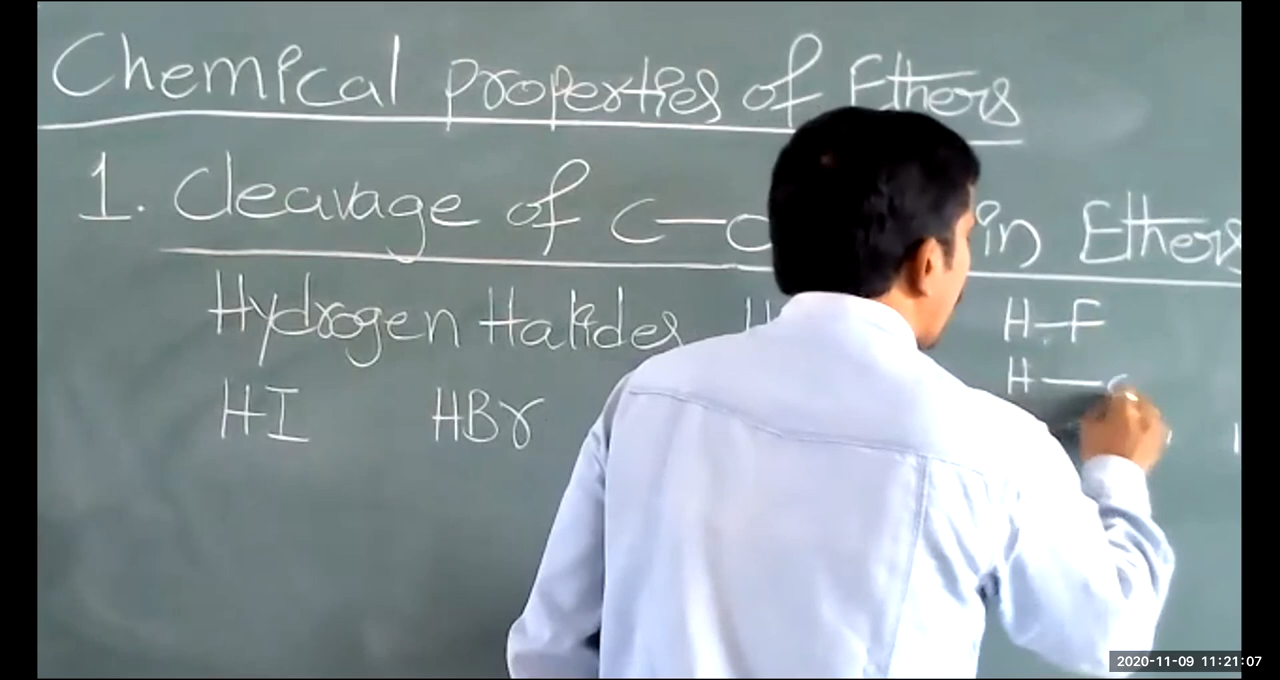 Chemical properties of Ethers
1. Cleavage of C-O in Ethers
Hydrogen Halides H-F
HI HBr H-
2020-11-09 11:21:07